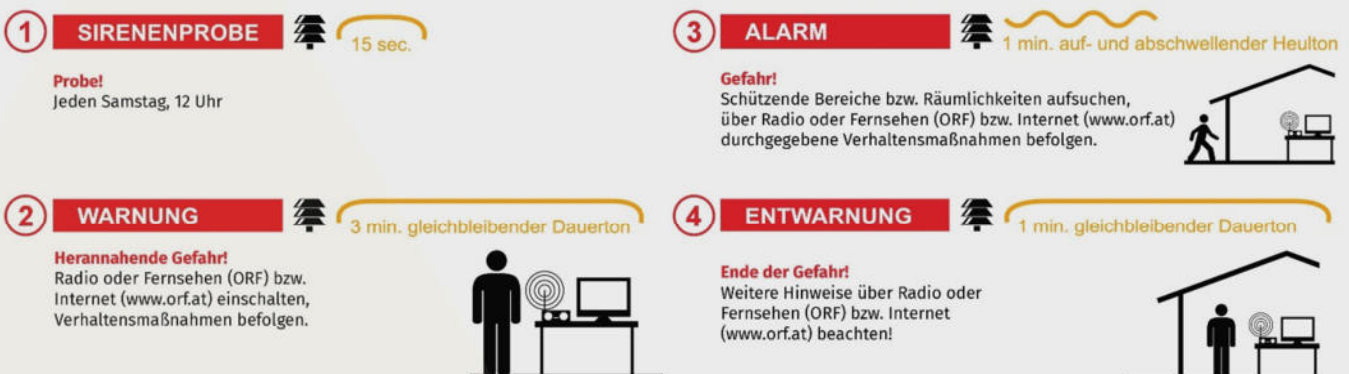 1 SIRENENPROBE 15 sec.
Probe!
Jeden Samstag, 12 Uhr
2 WARNUNG 3 min. gleichbleibender Dauerton
Herannahende Gefahr!
Radio oder Fernsehen (ORF) bzw.
Internet (www.orf.at) einschalten,
Verhaltensmaßnahmen befolgen.
3 ALARM 1 min. auf- und abschwellender Heulton
Gefahr!
Schützende Bereiche bzw. Räumlichkeiten aufsuchen,
über Radio oder Fernsehen (ORF) bzw. Internet (www.orf.at)
durchgegebene Verhaltensmaßnahmen befolgen.
4 ENTWARNUNG 1 min. gleichbleibender Dauerton
Ende der Gefahr!
Weitere Hinweise über Radio oder
Fernsehen (ORF) bzw. Internet
(www.orf.at) beachten!